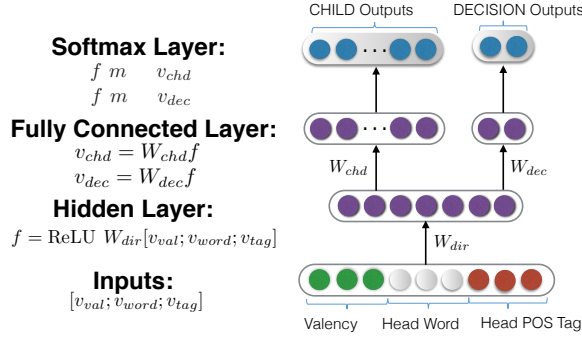 CHILD Outputs
DECISION Outputs
Softmax Layer:
f m v_chd
f m v_dec
. . .
Fully Connected Layer:
v_chd = W_chd f
v_dec = W_dec f
. . .
W_chd
W_dec
Hidden Layer:
f = ReLU W_dir[v_val; v_word; v_tag]
W_dir
Inputs:
[v_val; v_word; v_tag]
Valency
Head Word
Head POS Tag